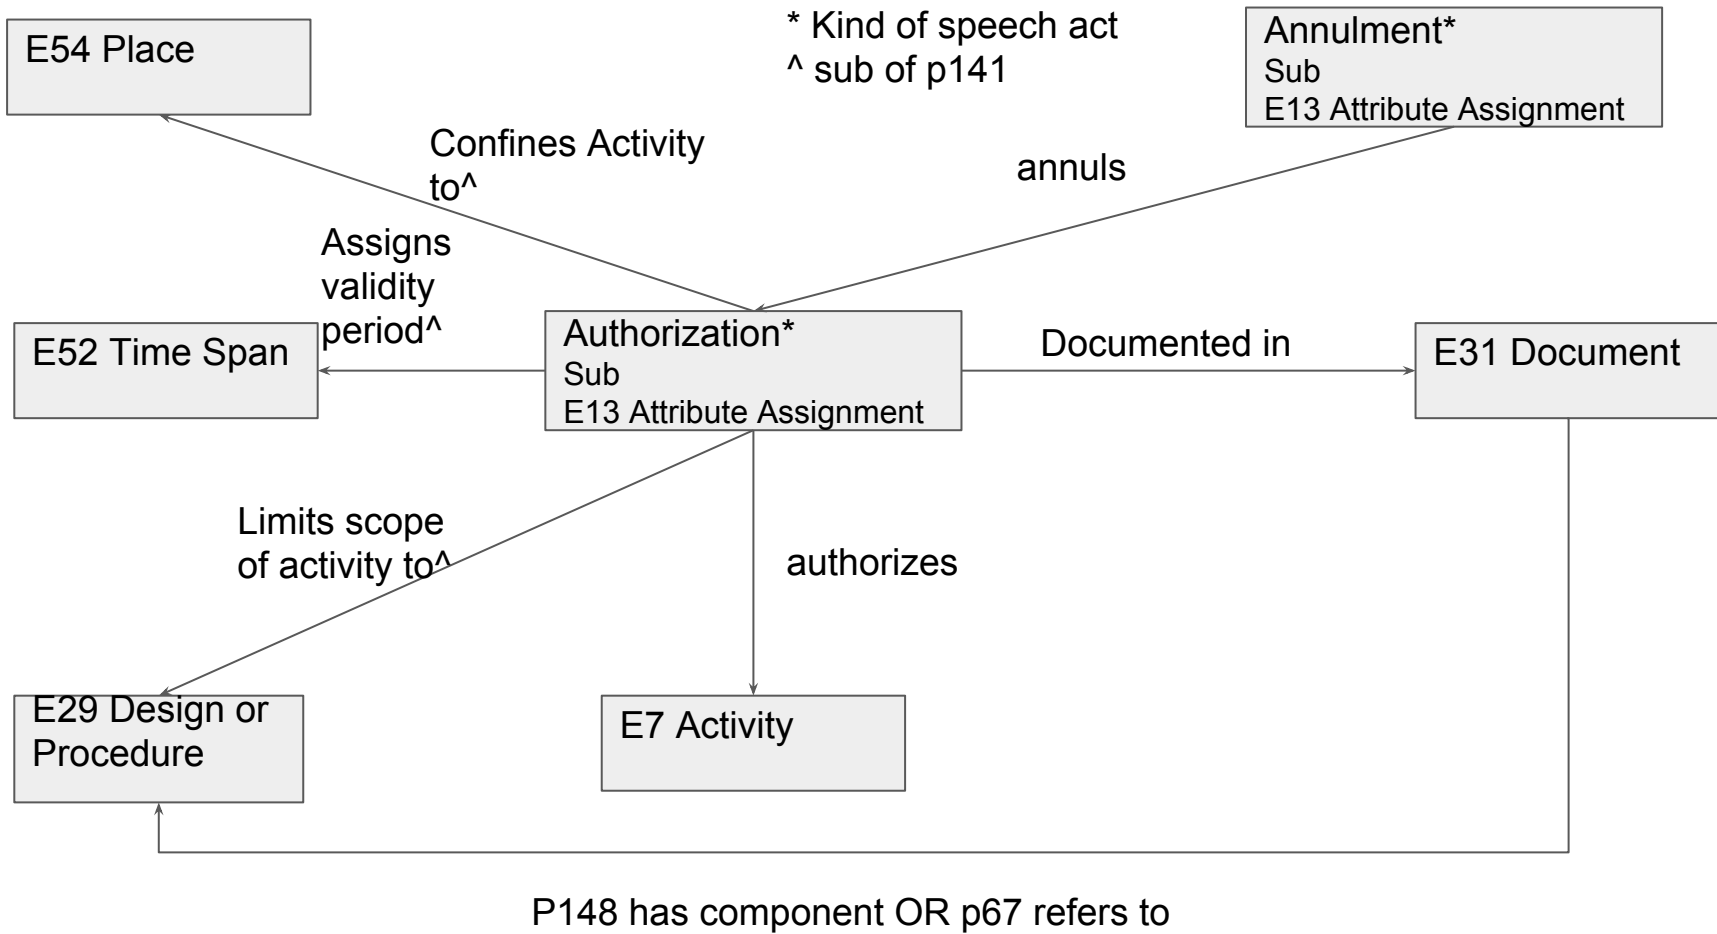 E54 Place
* Kind of speech act
^ sub of p141
Annulment*
Sub
E13 Attribute Assignment
Confines Activity
to^
annuls
Assigns
validity
period^
E52 Time Span
Authorization*
Sub
E13 Attribute Assignment
Documented in
E31 Document
Limits scope
of activity to^
authorizes
E29 Design or
Procedure
E7 Activity
P148 has component OR p67 refers to